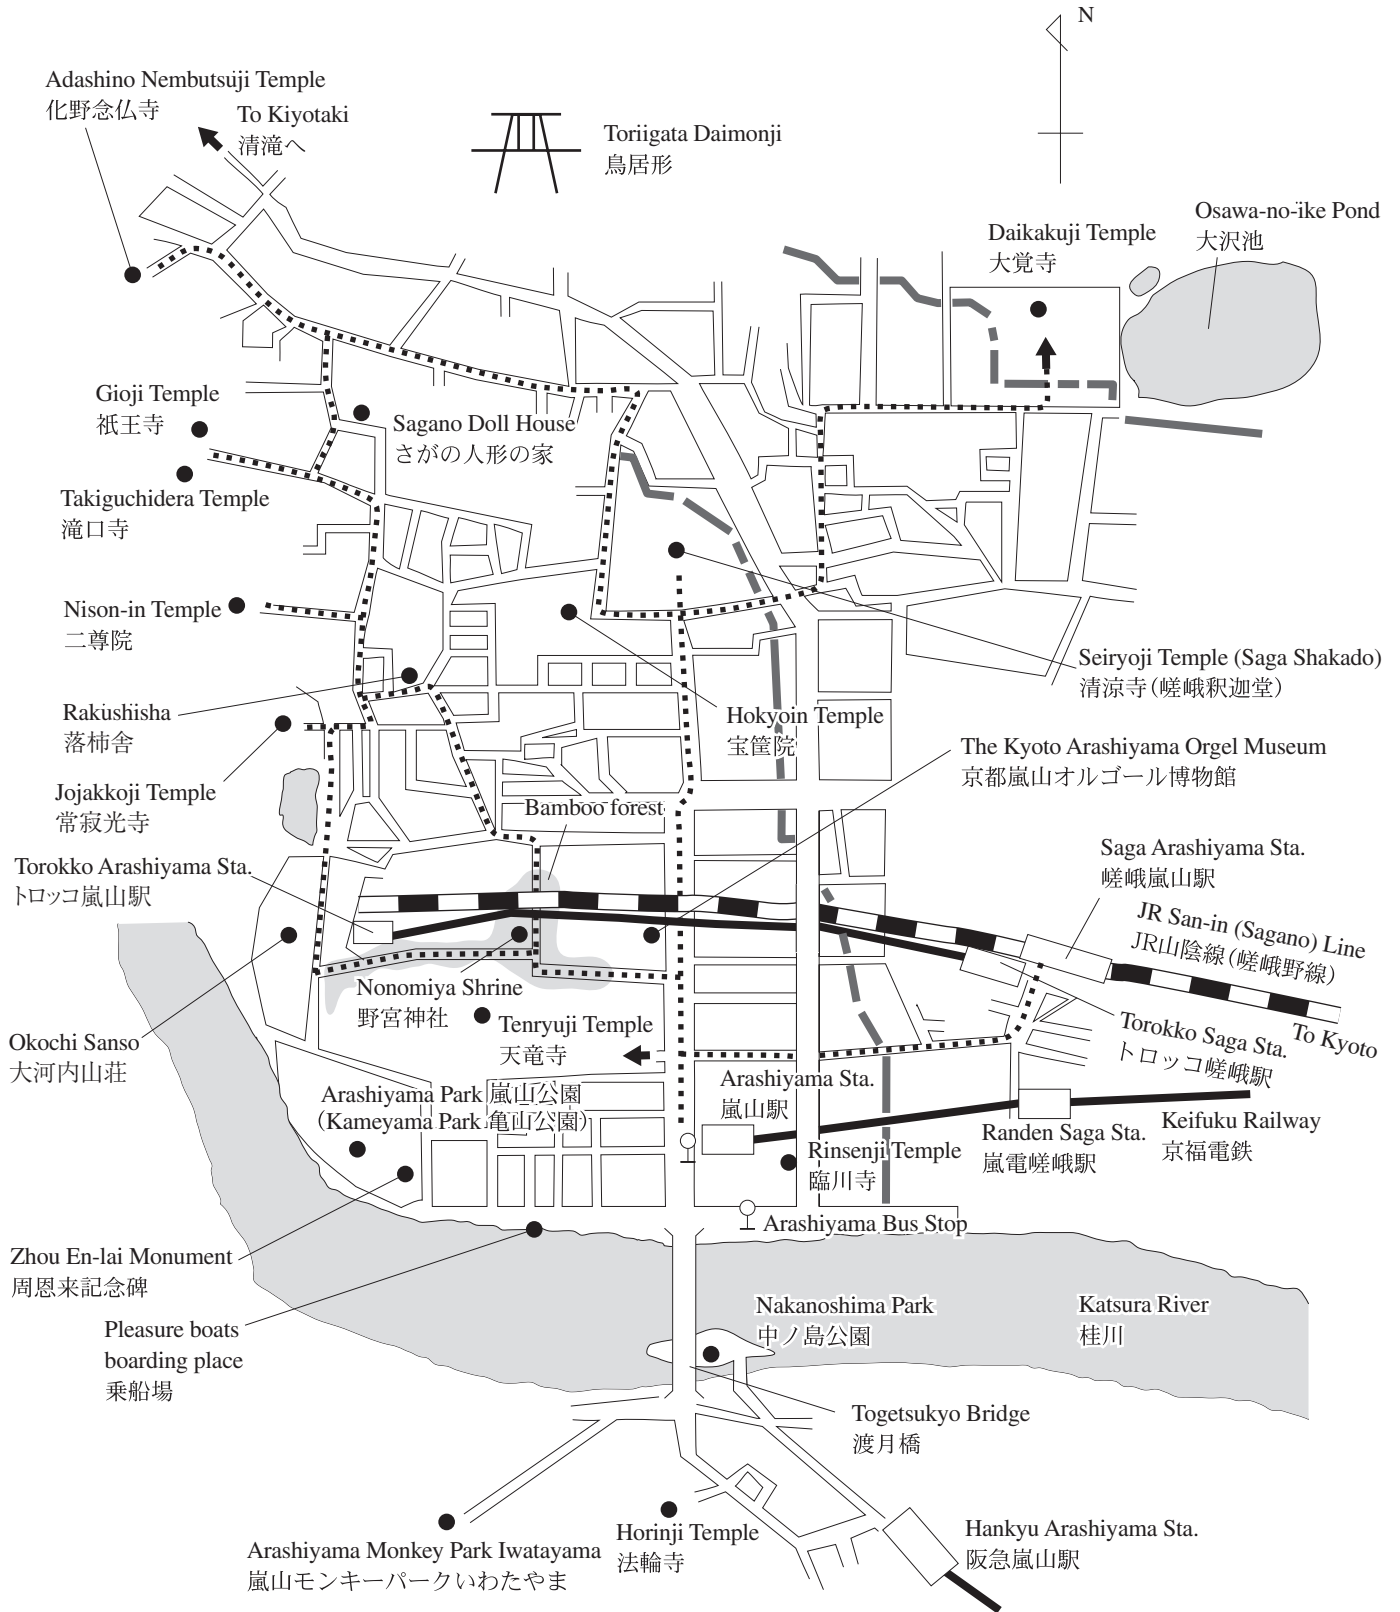 N
Adashino Nembutsuji Temple
化野念仏寺
To Kiyotaki
清滝へ
Toriigata Daimonji
鳥居形
Osawa-no-ike Pond
大沢池
Daikakuji Temple
大覚寺
Gioji Temple
祇王寺
Sagano Doll House
さがの人形の家
Takiguchidera Temple
滝口寺
Nison-in Temple
二尊院
Seiryoji Temple (Saga Shakado)
清涼寺(嵯峨釈迦堂)
Rakushisha
落柿舎
Hokyoin Temple
宝筐院
The Kyoto Arashiyama Orgel Museum
京都嵐山オルゴール博物館
Jojakkoji Temple
常寂光寺
Bamboo forest
Torokko Arashiyama Sta.
トロッコ嵐山駅
Saga Arashiyama Sta.
嵯峨嵐山駅
JR San-in (Sagano) Line
JR山陰線(嵯峨野線)
To Kyoto
Nonomiya Shrine
野宮神社
Tenryuji Temple
天竜寺
Okochi Sanso
大河内山荘
Torokko Saga Sta.
トロッコ嵯峨駅
Arashiyama Sta.
嵐山駅
Arashiyama Park 嵐山公園
(Kameyama Park 亀山公園)
Randen Saga Sta.
嵐電嵯峨駅
Keifuku Railway
京福電鉄
Rinsenji Temple
臨川寺
Arashiyama Bus Stop
Zhou En-lai Monument
周恩来記念碑
Pleasure boats
boarding place
乗船場
Nakanoshima Park
中ノ島公園
Katsura River
桂川
Togetsukyo Bridge
渡月橋
Horinji Temple
法輪寺
Arashiyama Monkey Park Iwatayama
嵐山モンキーパークいわたやま
Hankyu Arashiyama Sta.
阪急嵐山駅